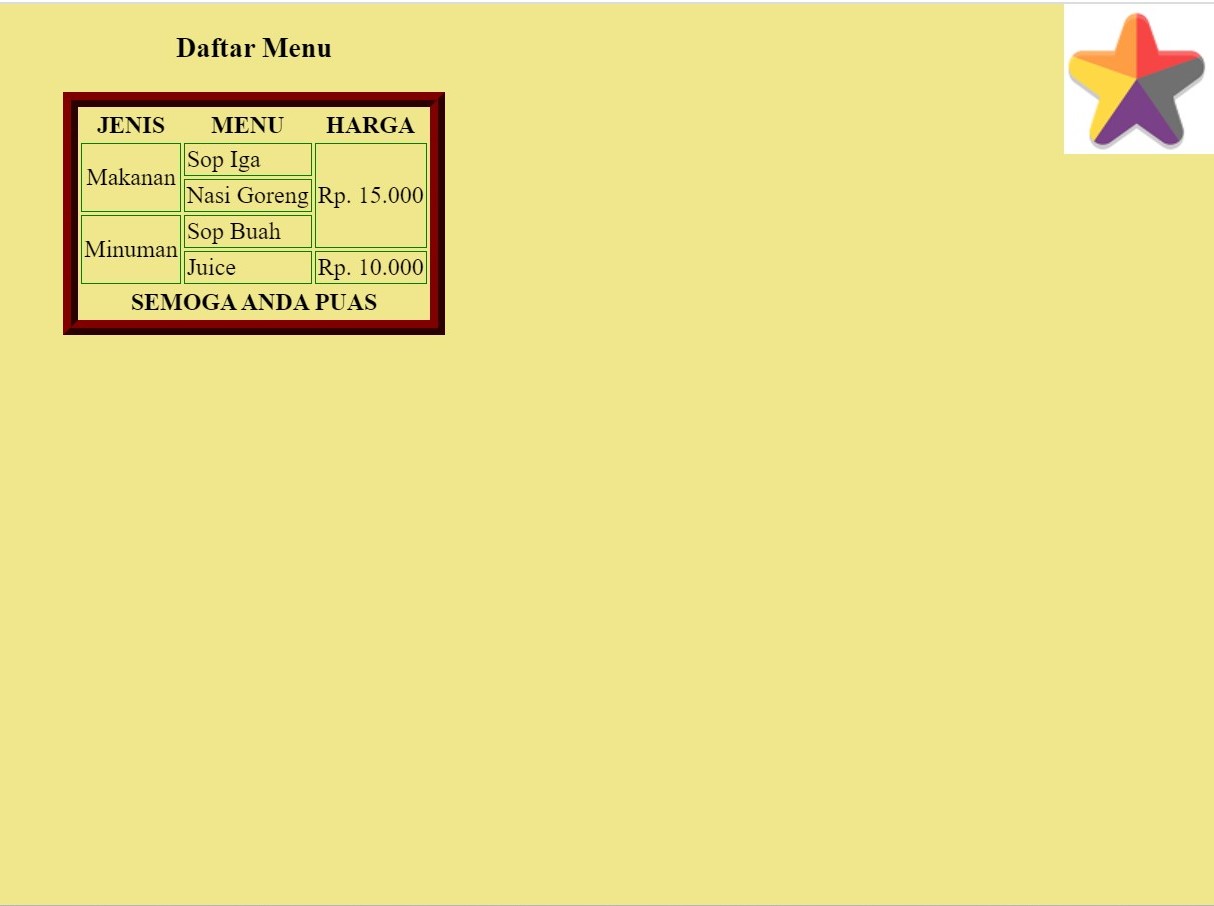 Daftar Menu
JENIS MENU HARGA
Makanan Sop Iga Rp. 15.000
Nasi Goreng
Minuman Sop Buah
Juice Rp. 10.000
SEMOGA ANDA PUAS